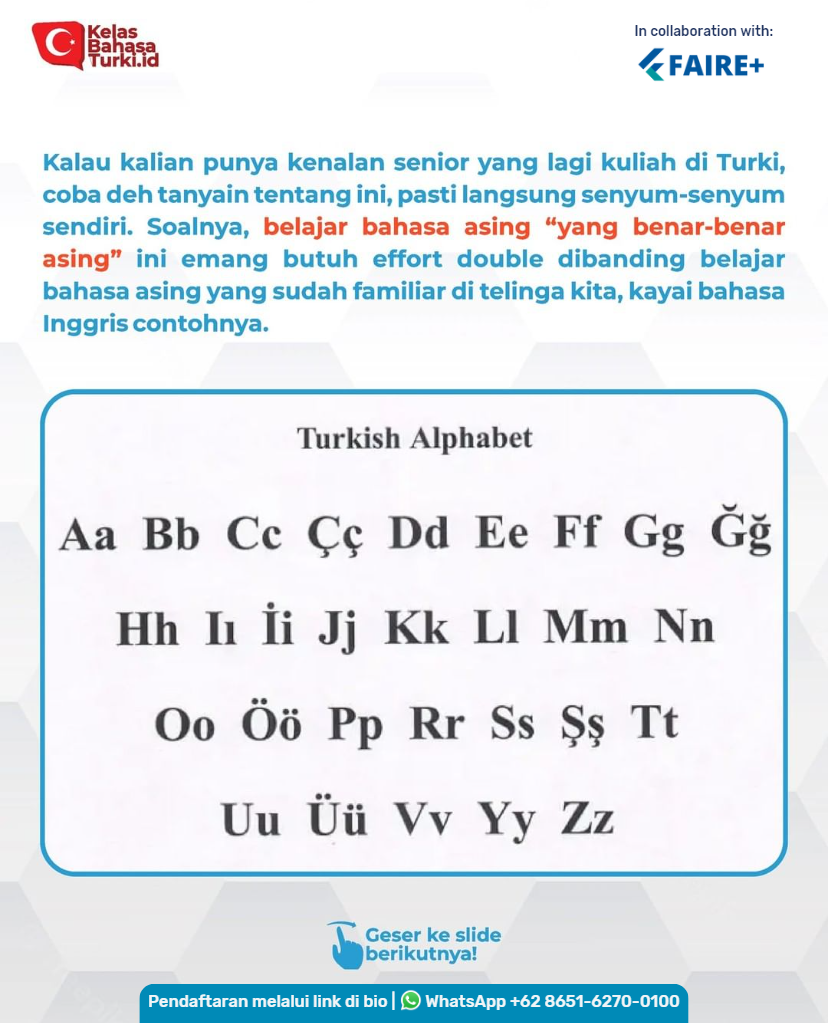 Kelas
Bahasa
Turki.id
In collaboration with:
FAIRE+
Kalau kalian punya kenalan senior yang lagi kuliah di Turki,
coba deh tanyain tentang ini, pasti langsung senyum-senyum
sendiri. Soalnya, belajar bahasa asing “yang benar-benar
asing” ini emang butuh effort double dibanding belajar
bahasa asing yang sudah familiar di telinga kita, kayai bahasa
Inggris contohnya.
Turkish Alphabet
Aa Bb Cc Çç Dd Ee Ff Gg Ğğ
Hh Iı İi Jj Kk Ll Mm Nn
Oo Öö Pp Rr Ss Şş Tt
Uu Üü Vv Yy Zz
Geser ke slide
berikutnya!
Pendaftaran melalui link di bio | WhatsApp +62 8651-6270-0100